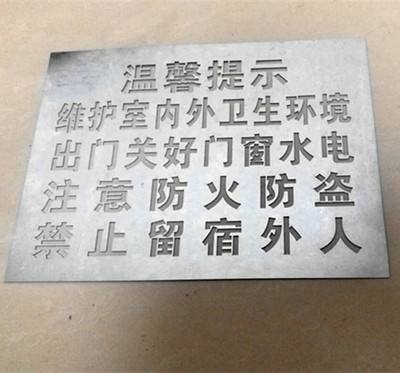 温馨提示
维护室内外卫生环境
出门关好门窗水电
注意防火防盗
禁止留宿外人